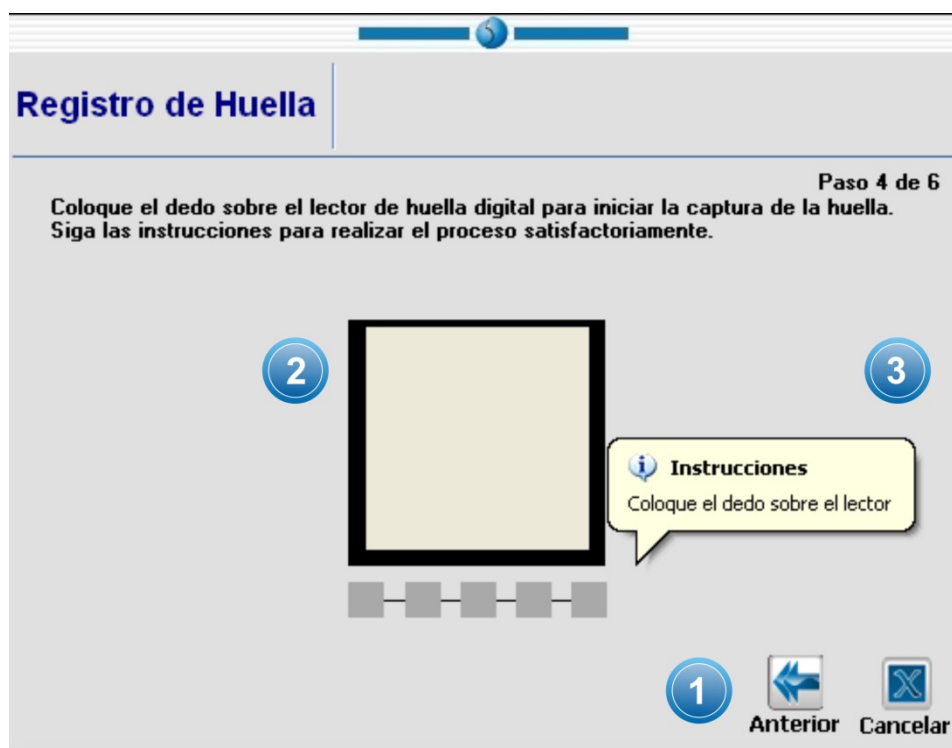 Registro de Huella
Paso 4 de 6
Coloque el dedo sobre el lector de huella digital para iniciar la captura de la huella.
Siga las instrucciones para realizar el proceso satisfactoriamente.
2
3
Instrucciones
Coloque el dedo sobre el lector
1
Anterior
Cancelar